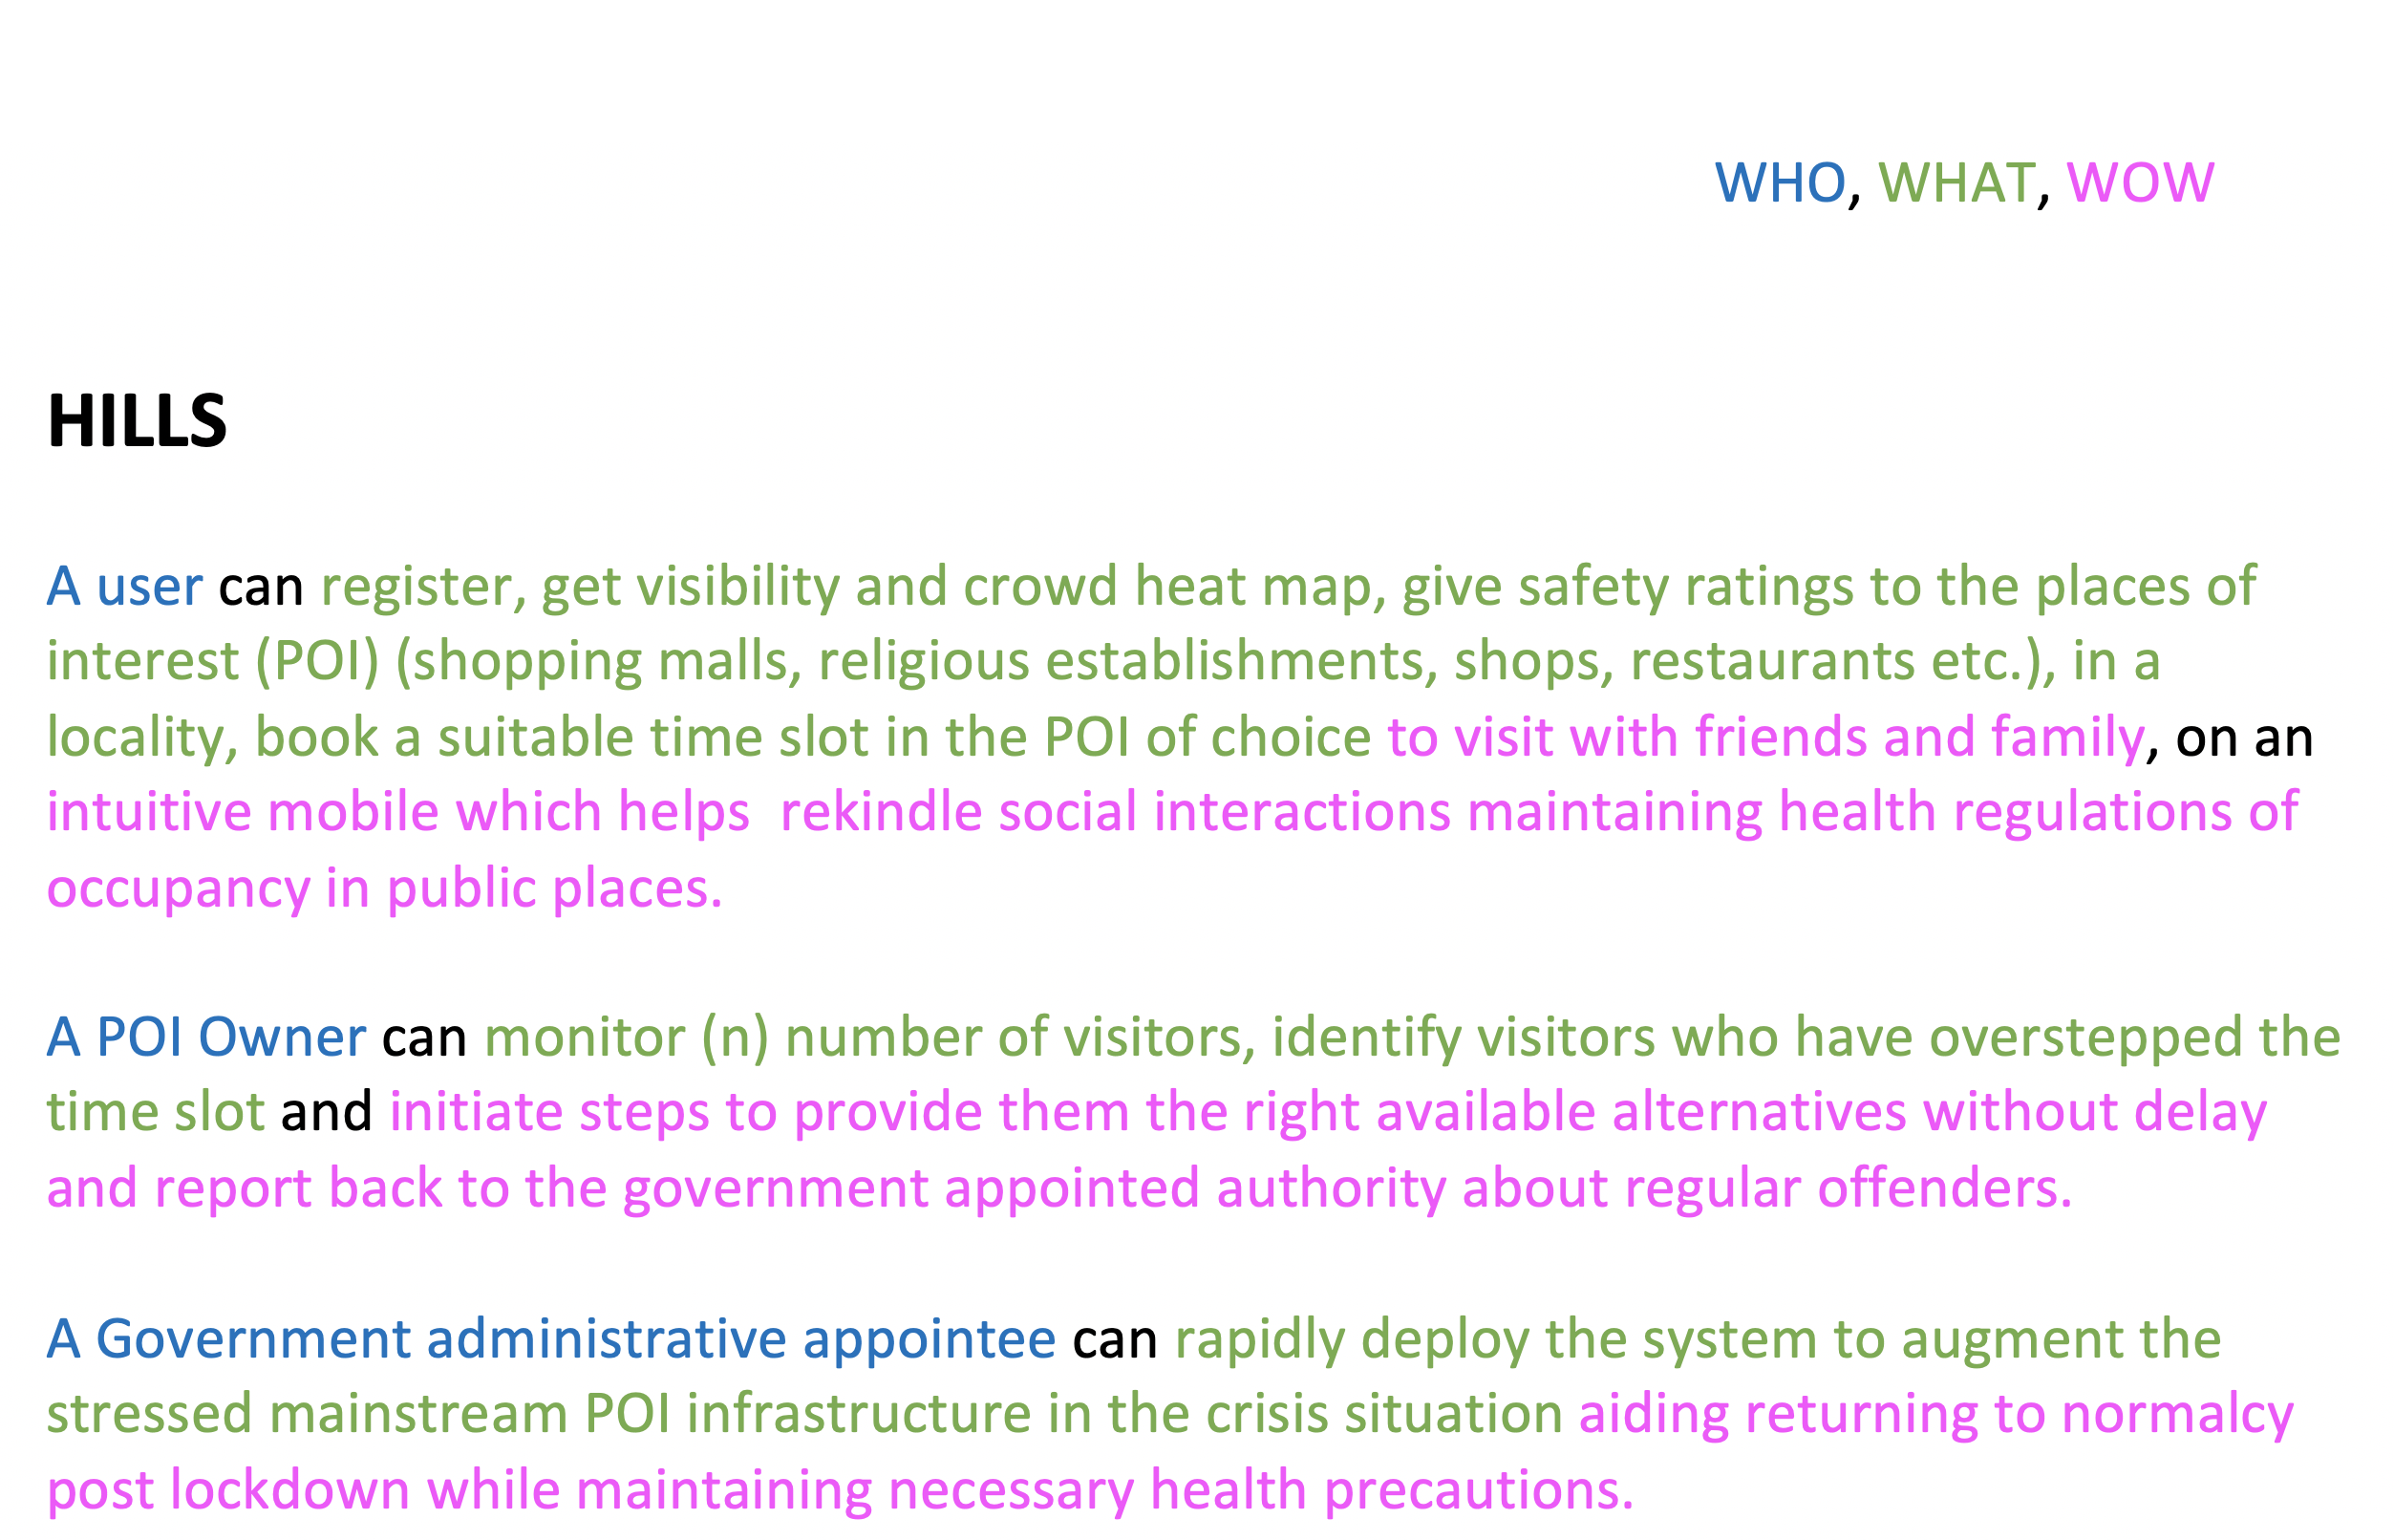 WHO, WHAT, WOW
HILLS
A user can register, get visibility and crowd heat map, give safety ratings to the places of
interest (POI) (shopping malls, religious establishments, shops, restaurants etc.), in a
locality, book a suitable time slot in the POI of choice to visit with friends and family, on an
intuitive mobile which helps  rekindle social interactions maintaining health regulations of
occupancy in public places.
A POI Owner can monitor (n) number of visitors, identify visitors who have overstepped the
time slot and initiate steps to provide them the right available alternatives without delay
and report back to the government appointed authority about regular offenders.
A Government administrative appointee can rapidly deploy the system to augment the
stressed mainstream POI infrastructure in the crisis situation aiding returning to normalcy
post lockdown while maintaining necessary health precautions.